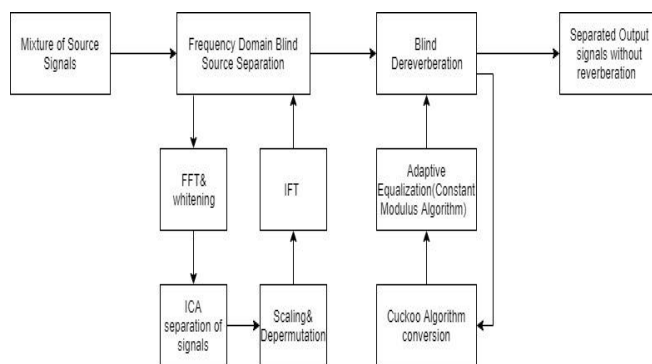 Mixture of Source
Signals
Frequency Domain Blind
Source Separation
Blind
Dereverberation
Separated Output
signals without
reverberation
FFT&
whitening
IFT
Adaptive
Equalization(Constant
Modulus Algorithm)
ICA
separation of
signals
Scaling&
Depermutation
Cuckoo Algorithm
conversion